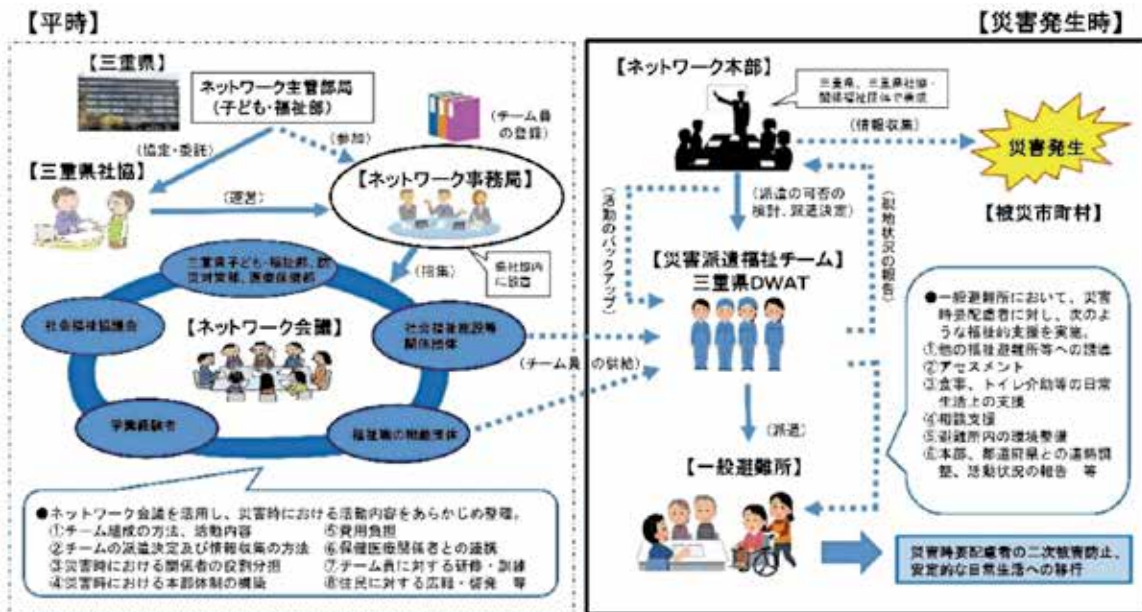 【平時】
【災害発生時】
【三重県】
ネットワーク主管部局
（子ども・福祉部）
（チーム員
の登録）
（参加）
（協定・委託）
【三重県社協】
（運営）
【ネットワーク事務局】
（招集）
県社協内
に設置
三重県子ども・福祉部、防
災対策部、医療保健部
社会福祉協議会
【ネットワーク会議】
社会福祉施設等
関係団体
学識経験者
福祉職の職能団体
（チーム員の供給）
●ネットワーク会議を活用し、災害時における活動内容をあらかじめ整理。
①チーム組成の方法、活動内容
②チームの派遣決定及び情報収集の方法
③災害時における関係者の役割分担
④災害時における本部体制の構築
⑤費用負担
⑥保健医療関係者との連携
⑦チーム員に対する研修・訓練
⑧住民に対する広報・啓発　等
【ネットワーク本部】
三重県、三重県社協・
関係福祉団体で構成
（情報収集）
災害発生
【被災市町村】
（派遣の可否の
検討、派遣決定）
（活動のバックアップ）
（現地状況の報告）
【災害派遣福祉チーム】
三重県DWAT
（派遣）
【一般避難所】
●一般避難所において、災害
時要配慮者に対し、次のよ
うな福祉的支援を実施。
①他の福祉避難所等への誘導
②アセスメント
③食事、トイレ介助等の日常
生活上の支援
④相談支援
⑤避難所内の環境整備
⑥本部、都道府県との連絡調
整、活動状況の報告　等
災害時要配慮者の二次被害防止、
安定的な日常生活への移行